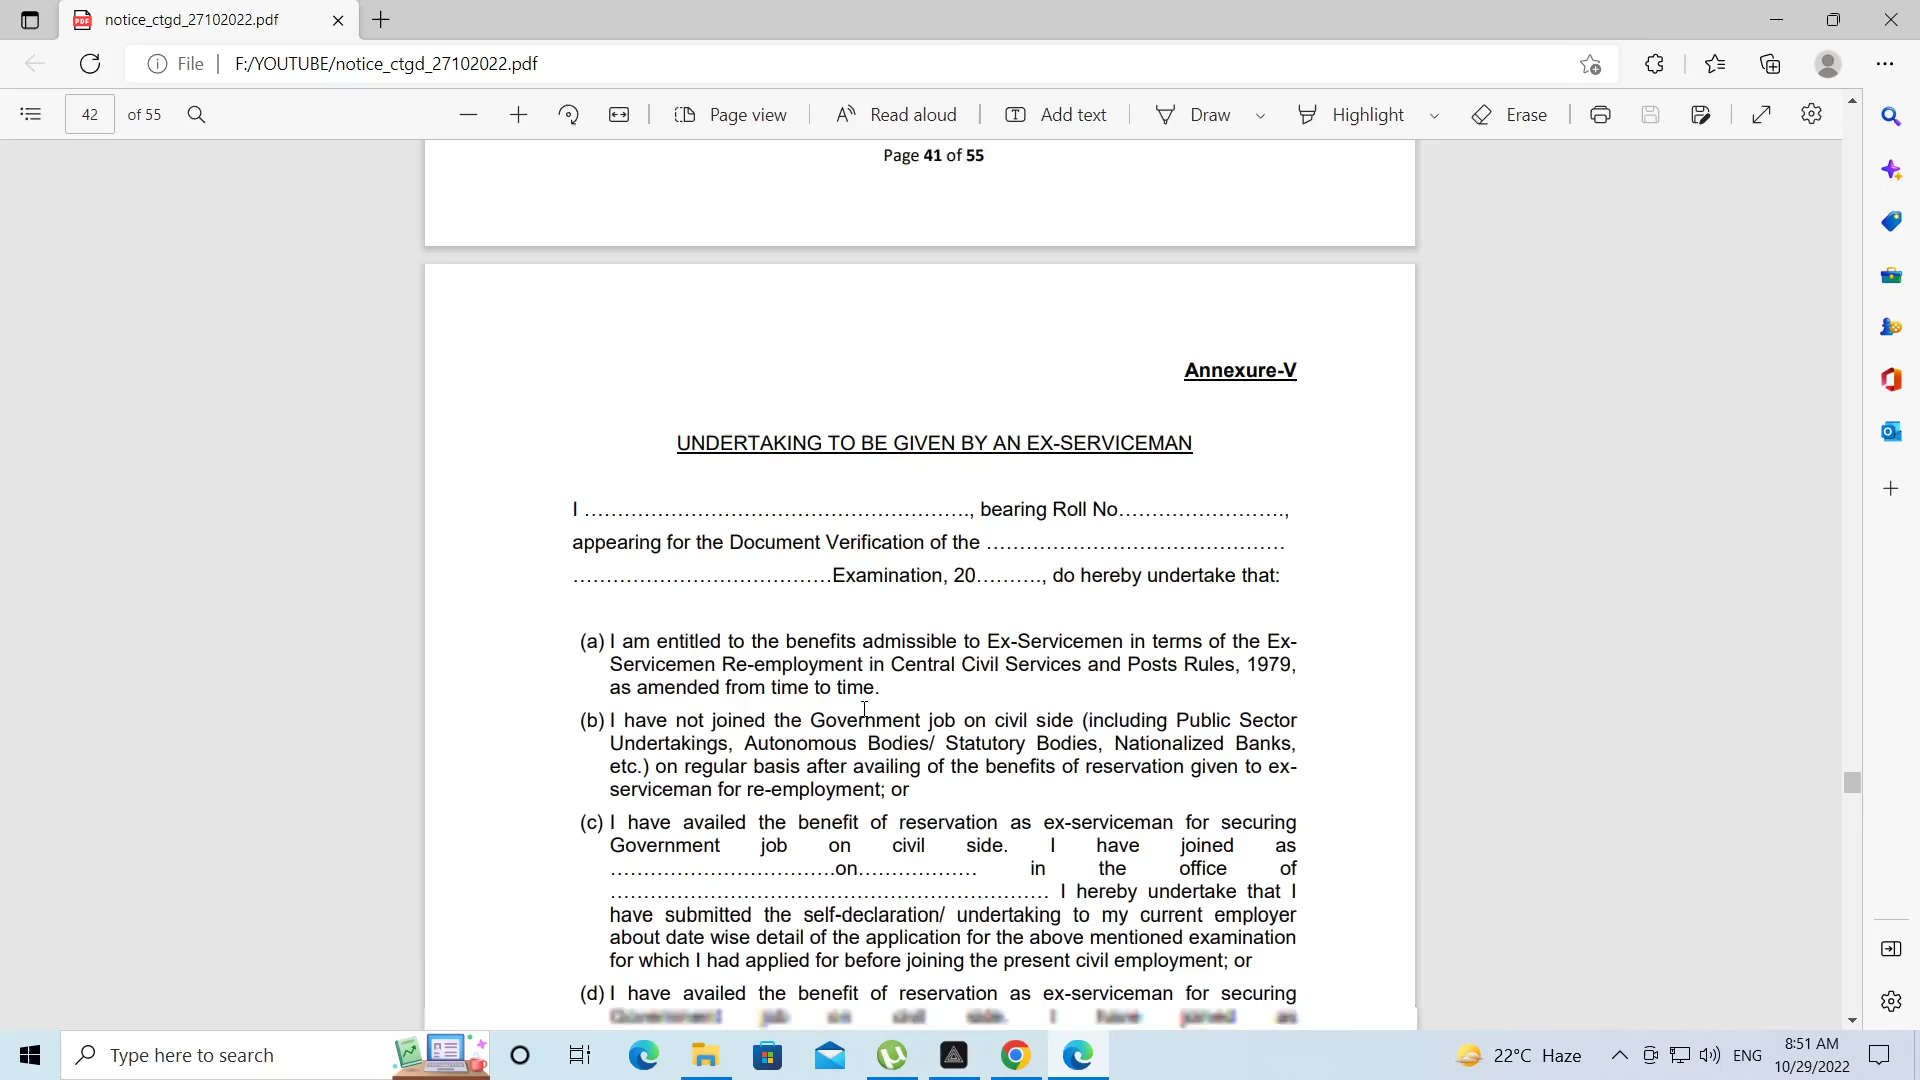 notice_ctgd_27102022.pdf
File
F:/YOUTUBE/notice_ctgd_27102022.pdf
42 of 55
Page view
Read aloud
Add text
Draw
Highlight
Erase
Page 41 of 55
Annexure-V
UNDERTAKING TO BE GIVEN BY AN EX-SERVICEMAN
I …………………………………………………., bearing Roll No…………………….,
appearing for the Document Verification of the ………………………………………
…………………………………Examination, 20………., do hereby undertake that:
(a) I am entitled to the benefits admissible to Ex-Servicemen in terms of the Ex-
Servicemen Re-employment in Central Civil Services and Posts Rules, 1979,
as amended from time to time.
(b) I have not joined the Government job on civil side (including Public Sector
Undertakings, Autonomous Bodies/ Statutory Bodies, Nationalized Banks,
etc.) on regular basis after availing of the benefits of reservation given to ex-
serviceman for re-employment; or
(c) I have availed the benefit of reservation as ex-serviceman for securing
Government job on civil side. I have joined as
…………………………….on……………… in the office of
………………………………………………………… I hereby undertake that I
have submitted the self-declaration/ undertaking to my current employer
about date wise detail of the application for the above mentioned examination
for which I had applied for before joining the present civil employment; or
(d) I have availed the benefit of reservation as ex-serviceman for securing
Government job on civil side. I have joined as
Type here to search
22°C Haze
ENG
8:51 AM
10/29/2022